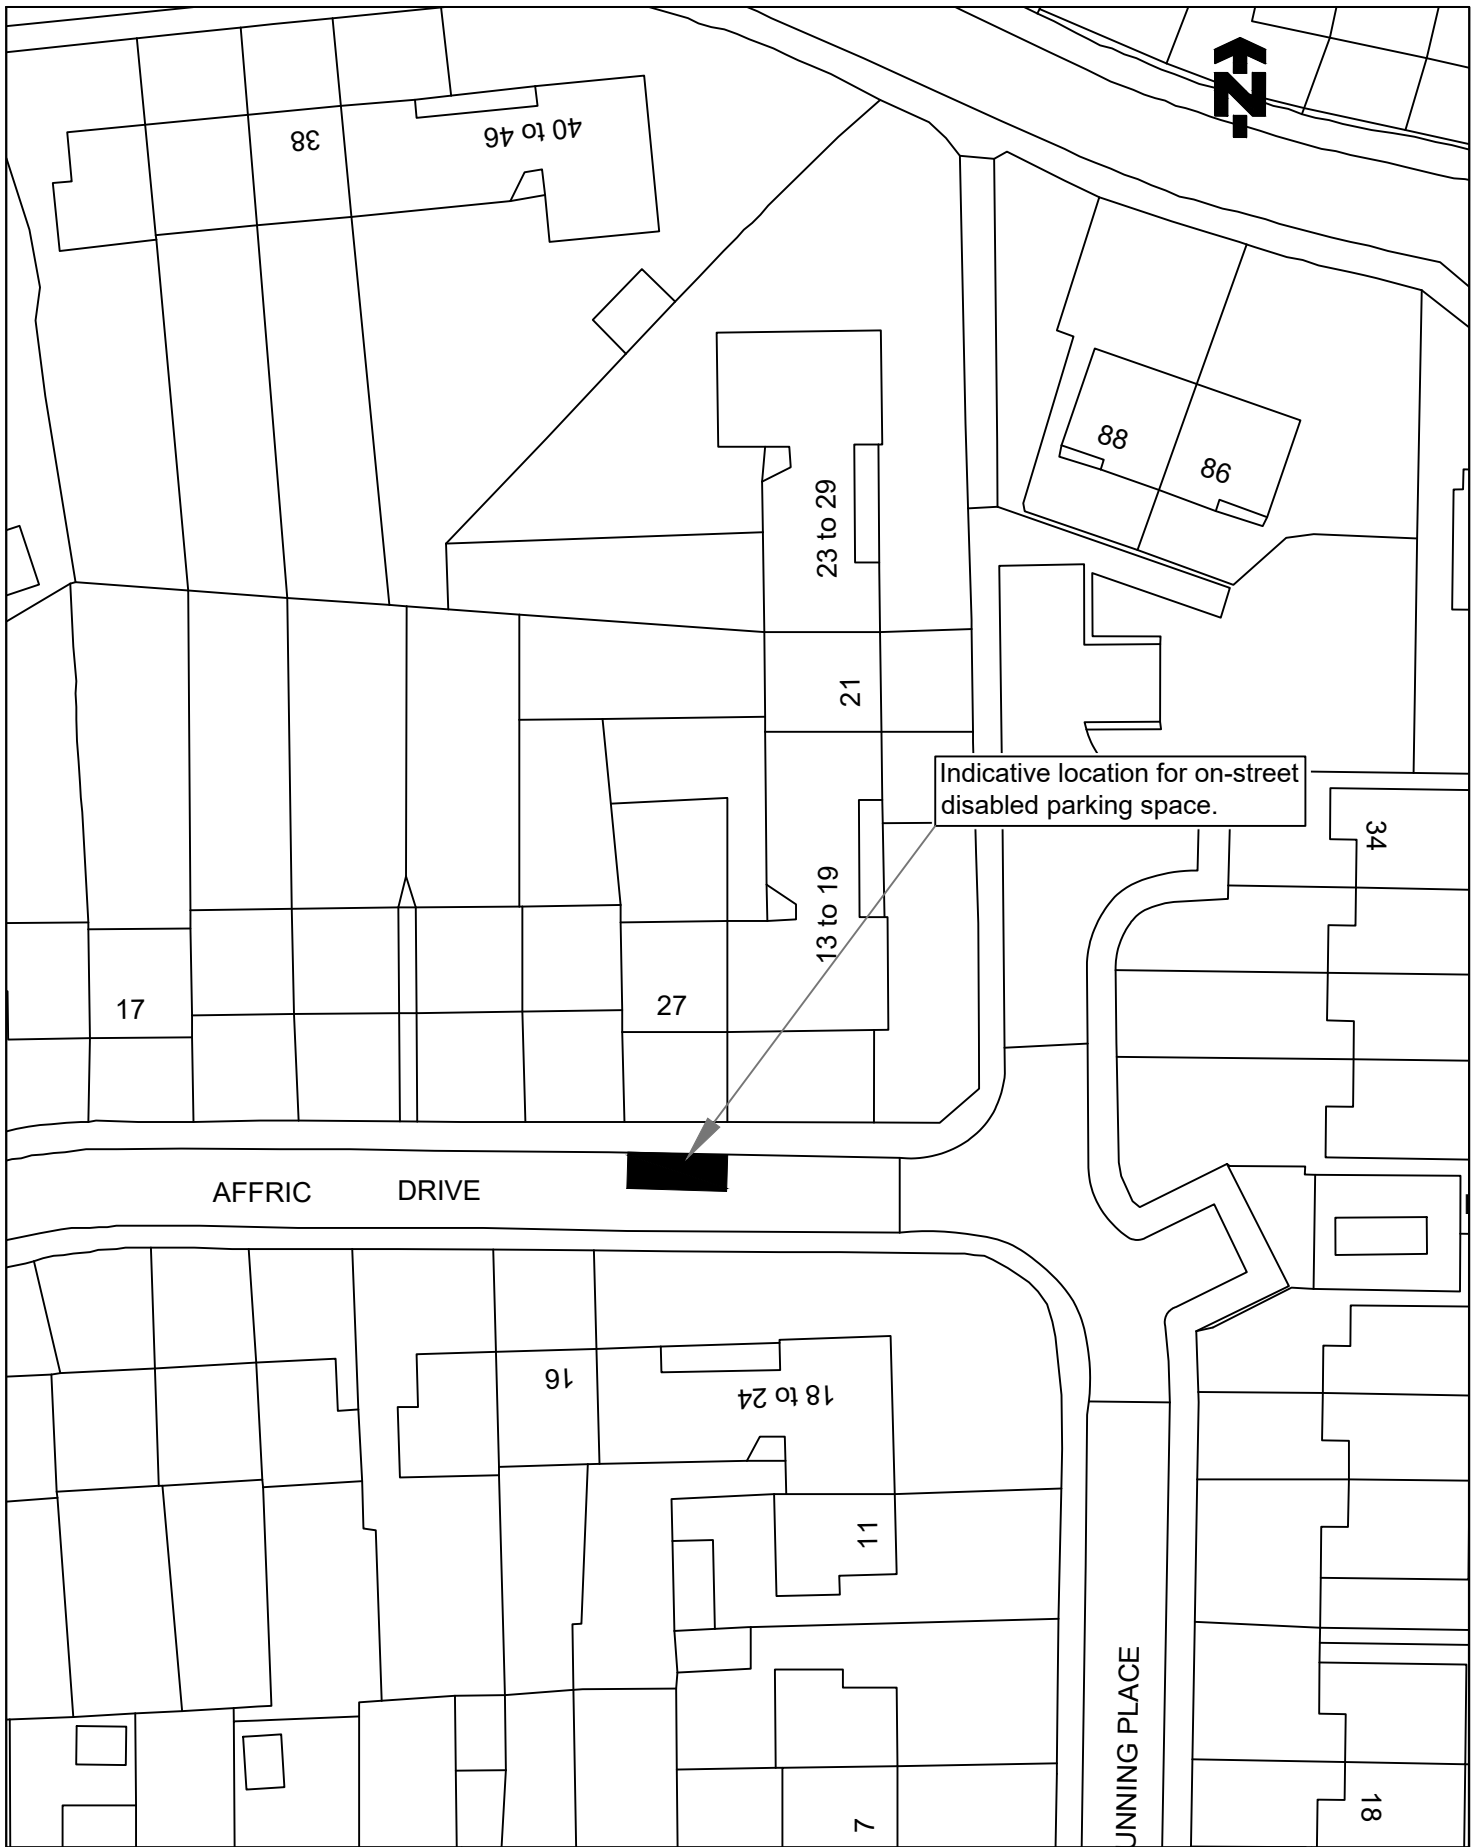 38
40 to 46
N
88
86
23 to 29
21
Indicative location for on-street
disabled parking space.
34
13 to 19
17
27
AFFRIC DRIVE
16
18 to 24
11
UNNING PLACE
7
18